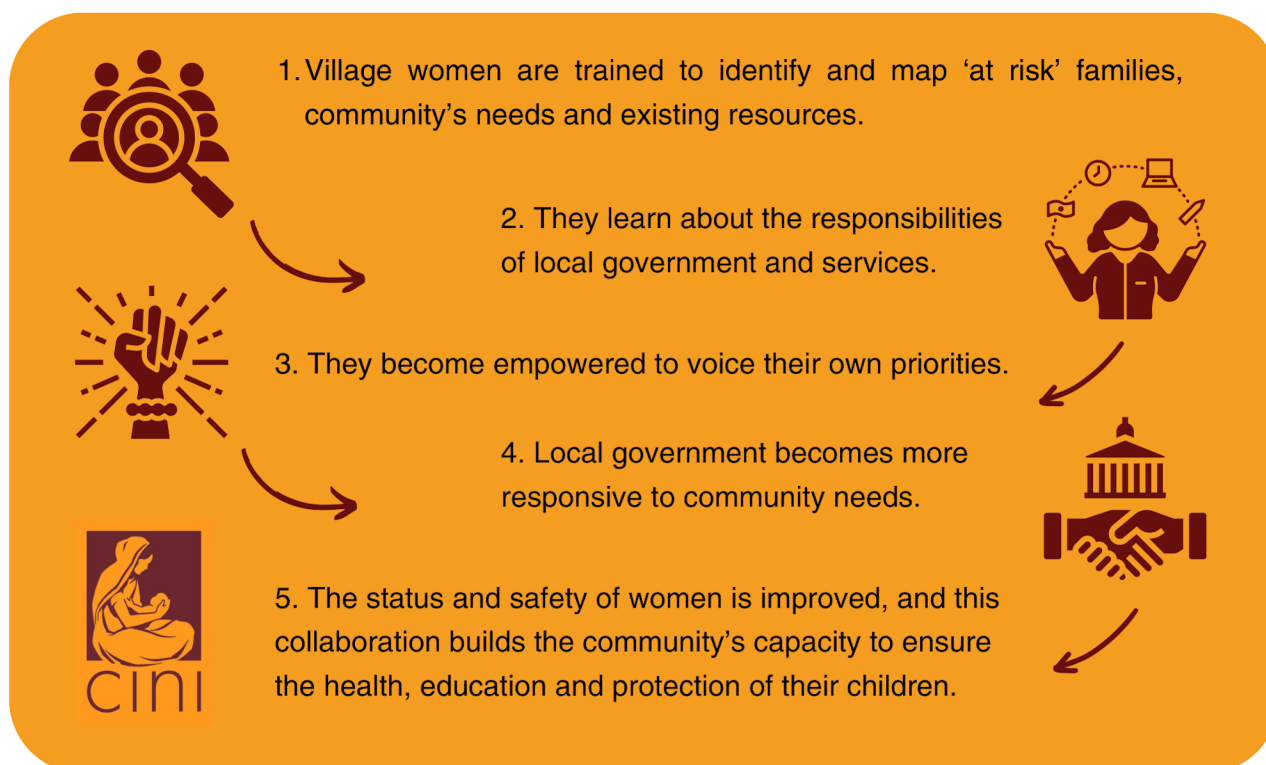 1. Village women are trained to identify and map ‘at risk’ families,
community’s needs and existing resources.
2. They learn about the responsibilities
of local government and services.
3. They become empowered to voice their own priorities.
4. Local government becomes more
responsive to community needs.
5. The status and safety of women is improved, and this
collaboration builds the community’s capacity to ensure
the health, education and protection of their children.
CINI